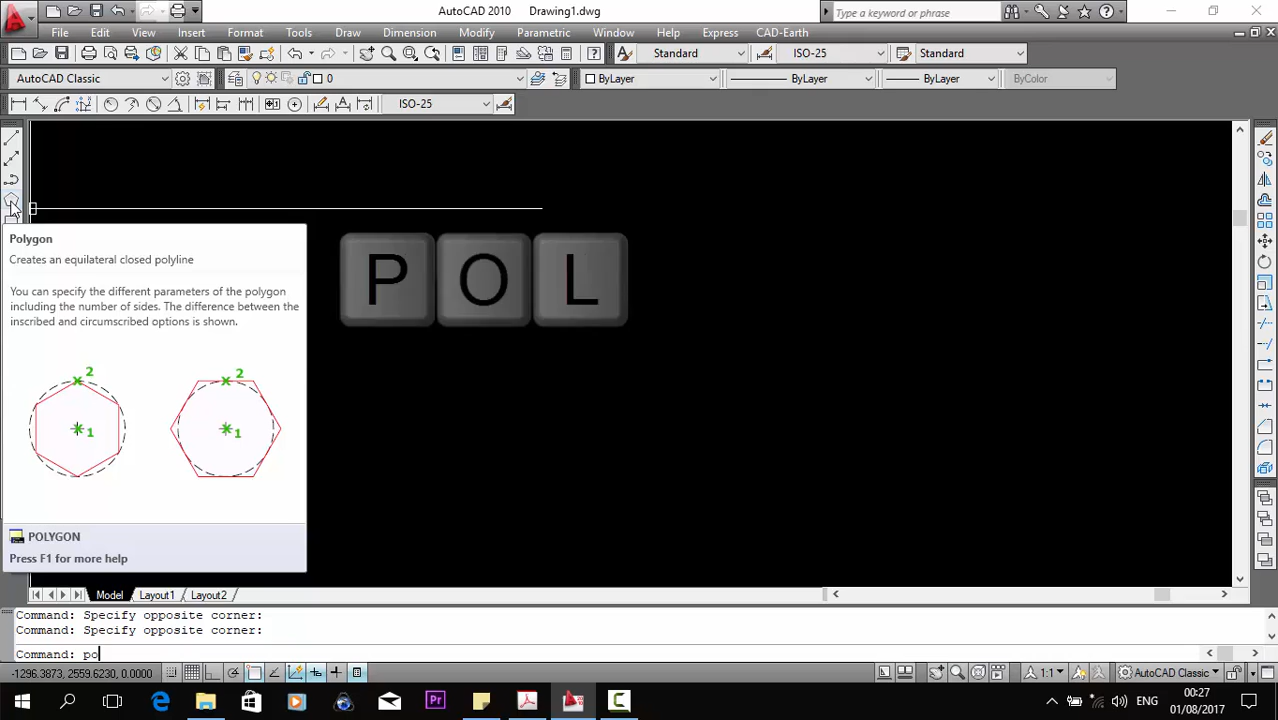 AutoCAD 2010 Drawing1.dwg
Type a keyword or phrase
File Edit View Insert Format Tools Draw Dimension Modify Parametric Window Help Express CAD-Earth
Standard ISO-25 Standard
AutoCAD Classic 0 ByLayer ByLayer ByLayer ByColor
ISO-25
Polygon
Creates an equilateral closed polyline
You can specify the different parameters of the polygon
including the number of sides. The difference between the
inscribed and circumscribed options is shown.
P O L
2 2
1 1
POLYGON
Press F1 for more help
Model Layout1 Layout2
Command: Specify opposite corner:
Command: Specify opposite corner:
Command: po
-1296.3873, 2559.6230, 0.0000 1:1 AutoCAD Classic
Pr ENG 00:27
01/08/2017